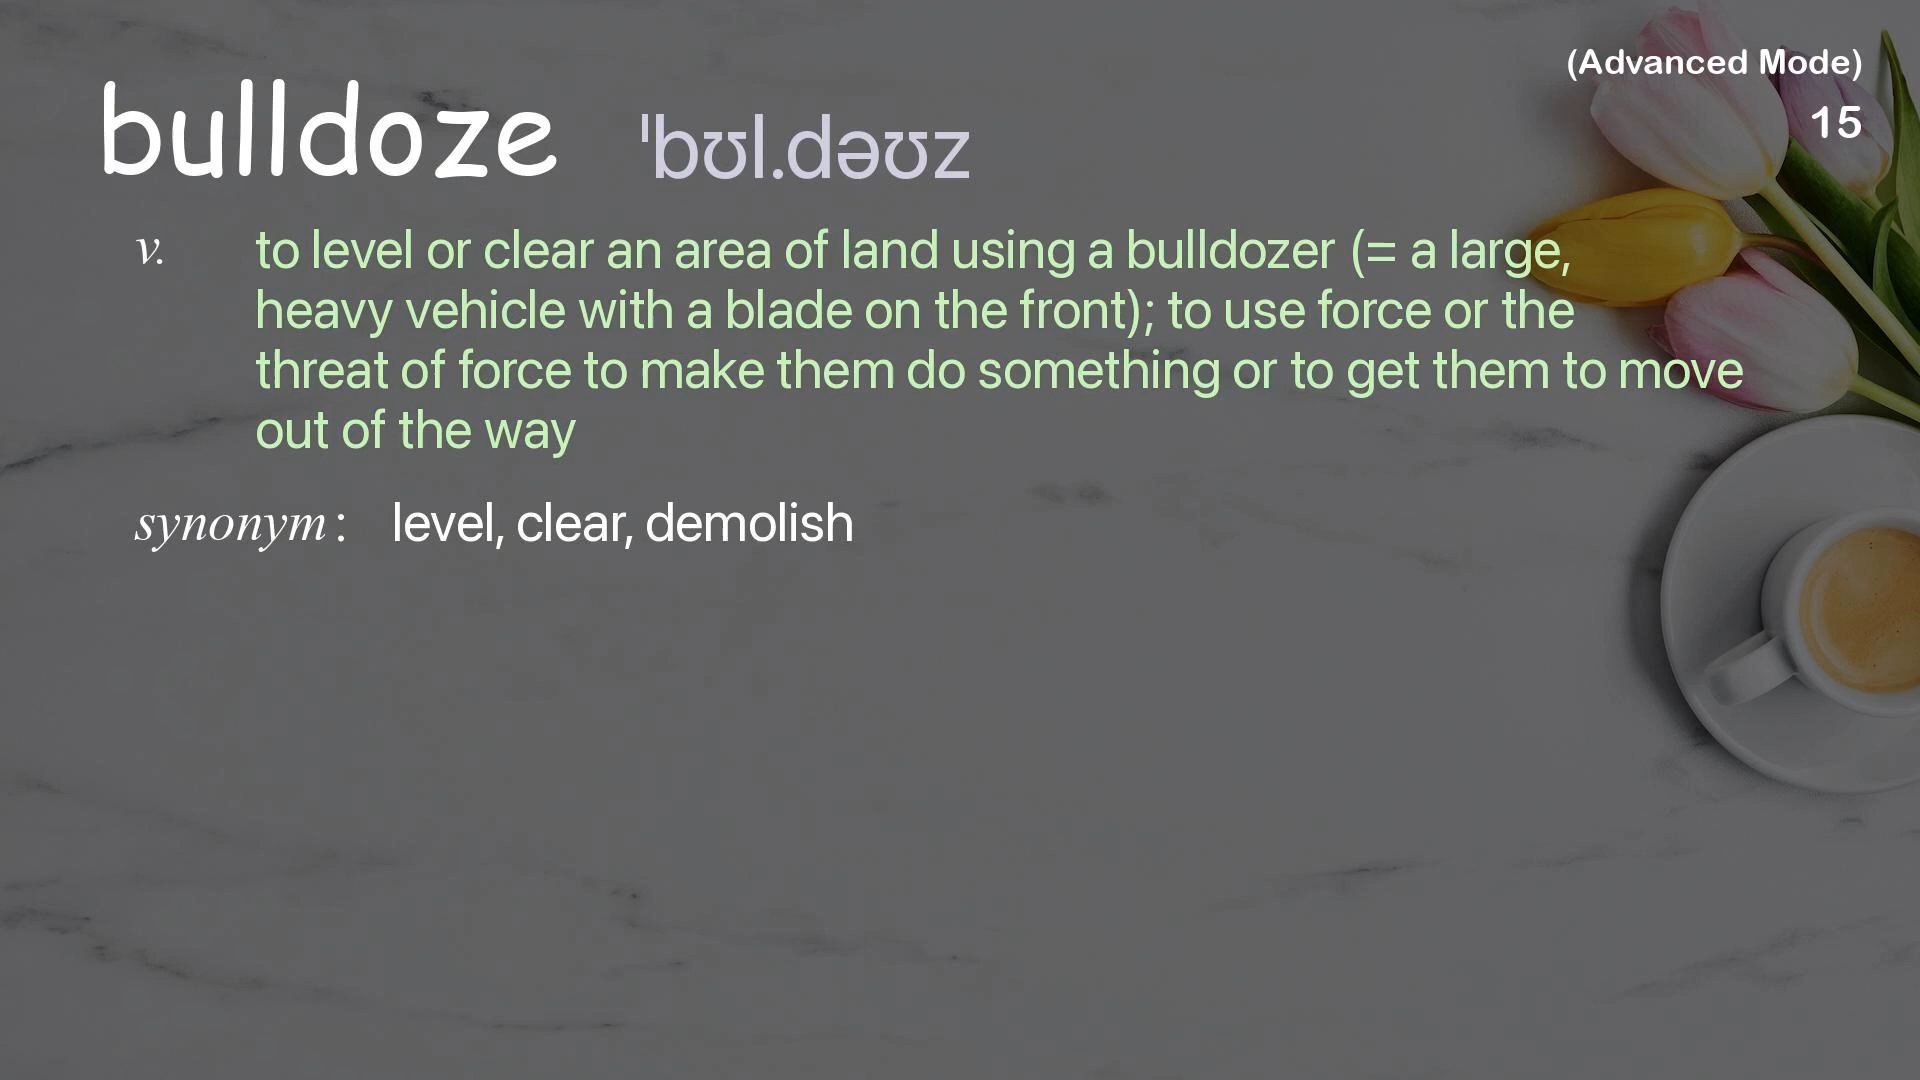 (Advanced Mode)
15
bulldoze ˈbʊl.dəʊz
v. to level or clear an area of land using a bulldozer (= a large,
heavy vehicle with a blade on the front); to use force or the
threat of force to make them do something or to get them to move
out of the way
synonym: level, clear, demolish